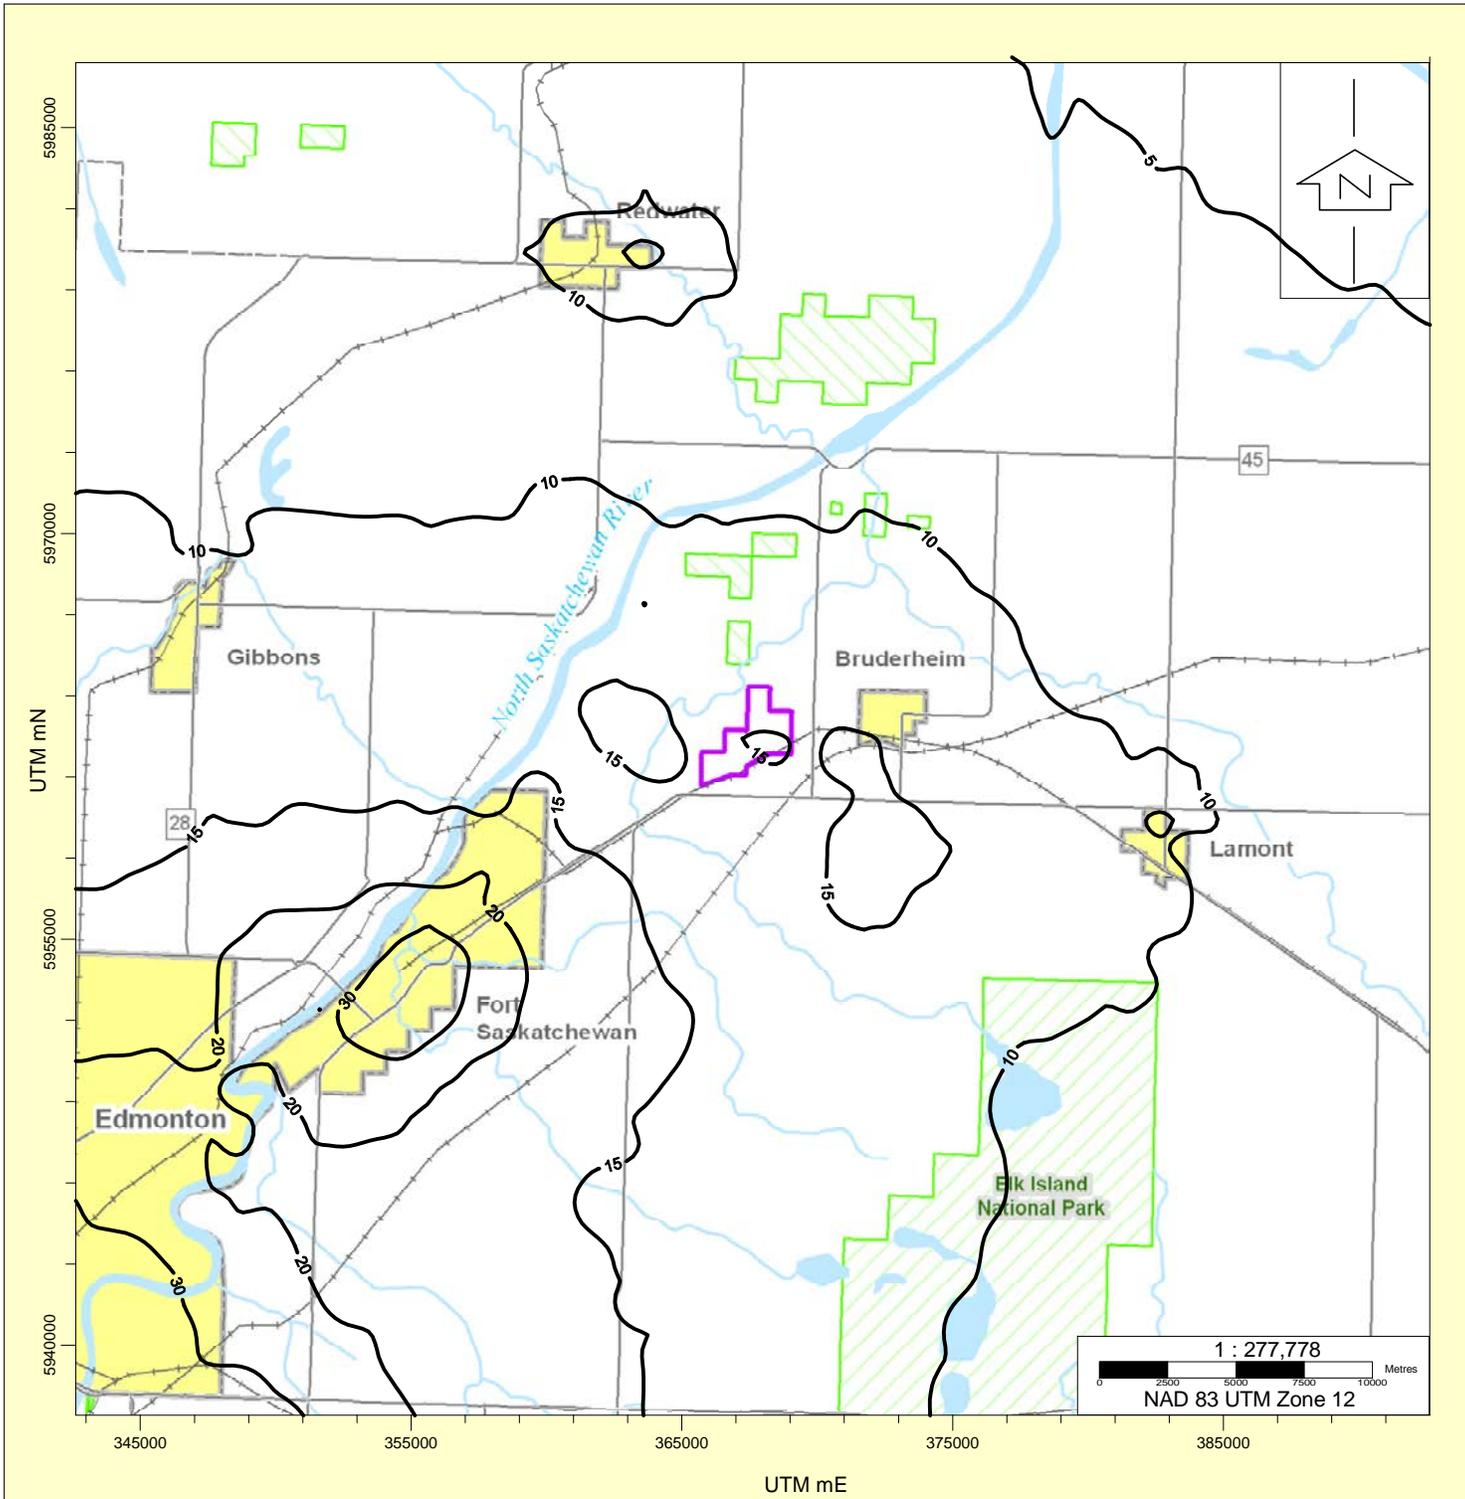 5985000
5970000
5955000
5940000
UTM mN
345000
355000
365000
375000
385000
UTM mE
N
5
Redwater
10
45
10
10
10
North Saskatchewan River
Gibbons
Bruderheim
15
15
15
28
15
10
Lamont
15
20
30
Fort
Saskatchewan
20
10
Edmonton
20
15
Elk Island
National Park
20
30
1 : 277,778
Metres
0
2500
5000
7500
10000
NAD 83 UTM Zone 12